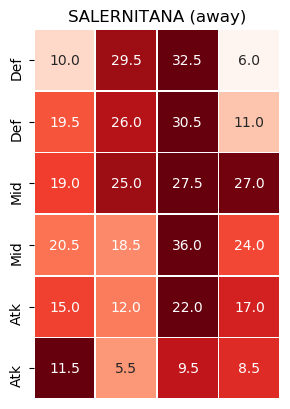 SALERNITANA (away)
Def 10.0 29.5 32.5 6.0
Def 19.5 26.0 30.5 11.0
Mid 19.0 25.0 27.5 27.0
Mid 20.5 18.5 36.0 24.0
Atk 15.0 12.0 22.0 17.0
Atk 11.5 5.5 9.5 8.5